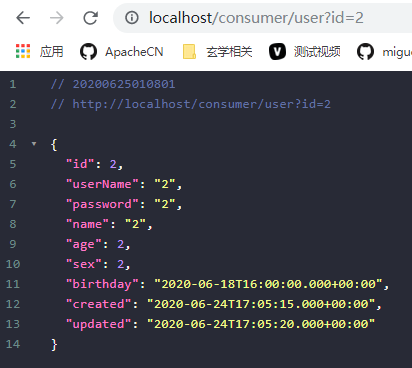 localhost/consumer/user?id=2
应用 ApacheCN 玄学相关 测试视频 migu
1 // 20200625010801
2 // http://localhost/consumer/user?id=2
3
4 {
5 "id": 2,
6 "userName": "2",
7 "password": "2",
8 "name": "2",
9 "age": 2,
10 "sex": 2,
11 "birthday": "2020-06-18T16:00:00.000+00:00",
12 "created": "2020-06-24T17:05:15.000+00:00",
13 "updated": "2020-06-24T17:05:20.000+00:00"
14 }